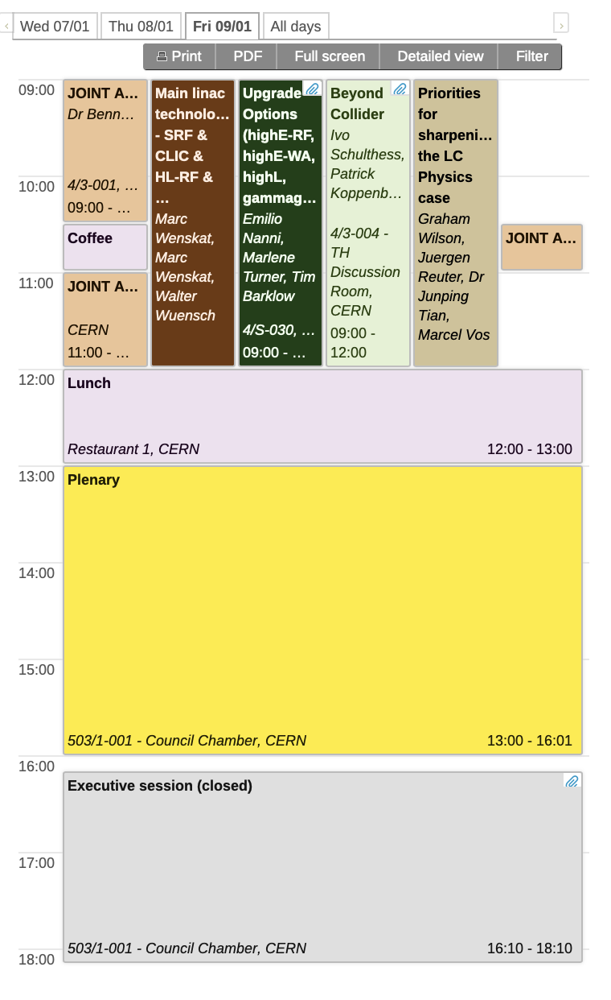 ‹ Wed 07/01 Thu 08/01 Fri 09/01 All days ›
Print PDF Full screen Detailed view Filter
09:00
10:00
11:00
12:00
13:00
14:00
15:00
16:00
17:00
18:00
JOINT A...
Dr Benn...
4/3-001, ...
09:00 - ...
Coffee
JOINT A...
CERN
11:00 - ...
Main linac
technolo...
- SRF &
CLIC &
HL-RF &
...
Marc
Wenskat,
Marc
Wenskat,
Walter
Wuensch
Upgrade
Options
(highE-RF,
highE-WA,
highL,
gammag...
Emilio
Nanni,
Marlene
Turner, Tim
Barklow
4/S-030, ...
09:00 - ...
Beyond
Collider
Ivo
Schulthess,
Patrick
Koppenb...
4/3-004 -
TH
Discussion
Room,
CERN
09:00 -
12:00
Priorities
for
sharpeni...
the LC
Physics
case
Graham
Wilson,
Juergen
Reuter, Dr
Junping
Tian,
Marcel Vos
JOINT A...
Lunch
Restaurant 1, CERN 12:00 - 13:00
Plenary
503/1-001 - Council Chamber, CERN 13:00 - 16:01
Executive session (closed)
503/1-001 - Council Chamber, CERN 16:10 - 18:10